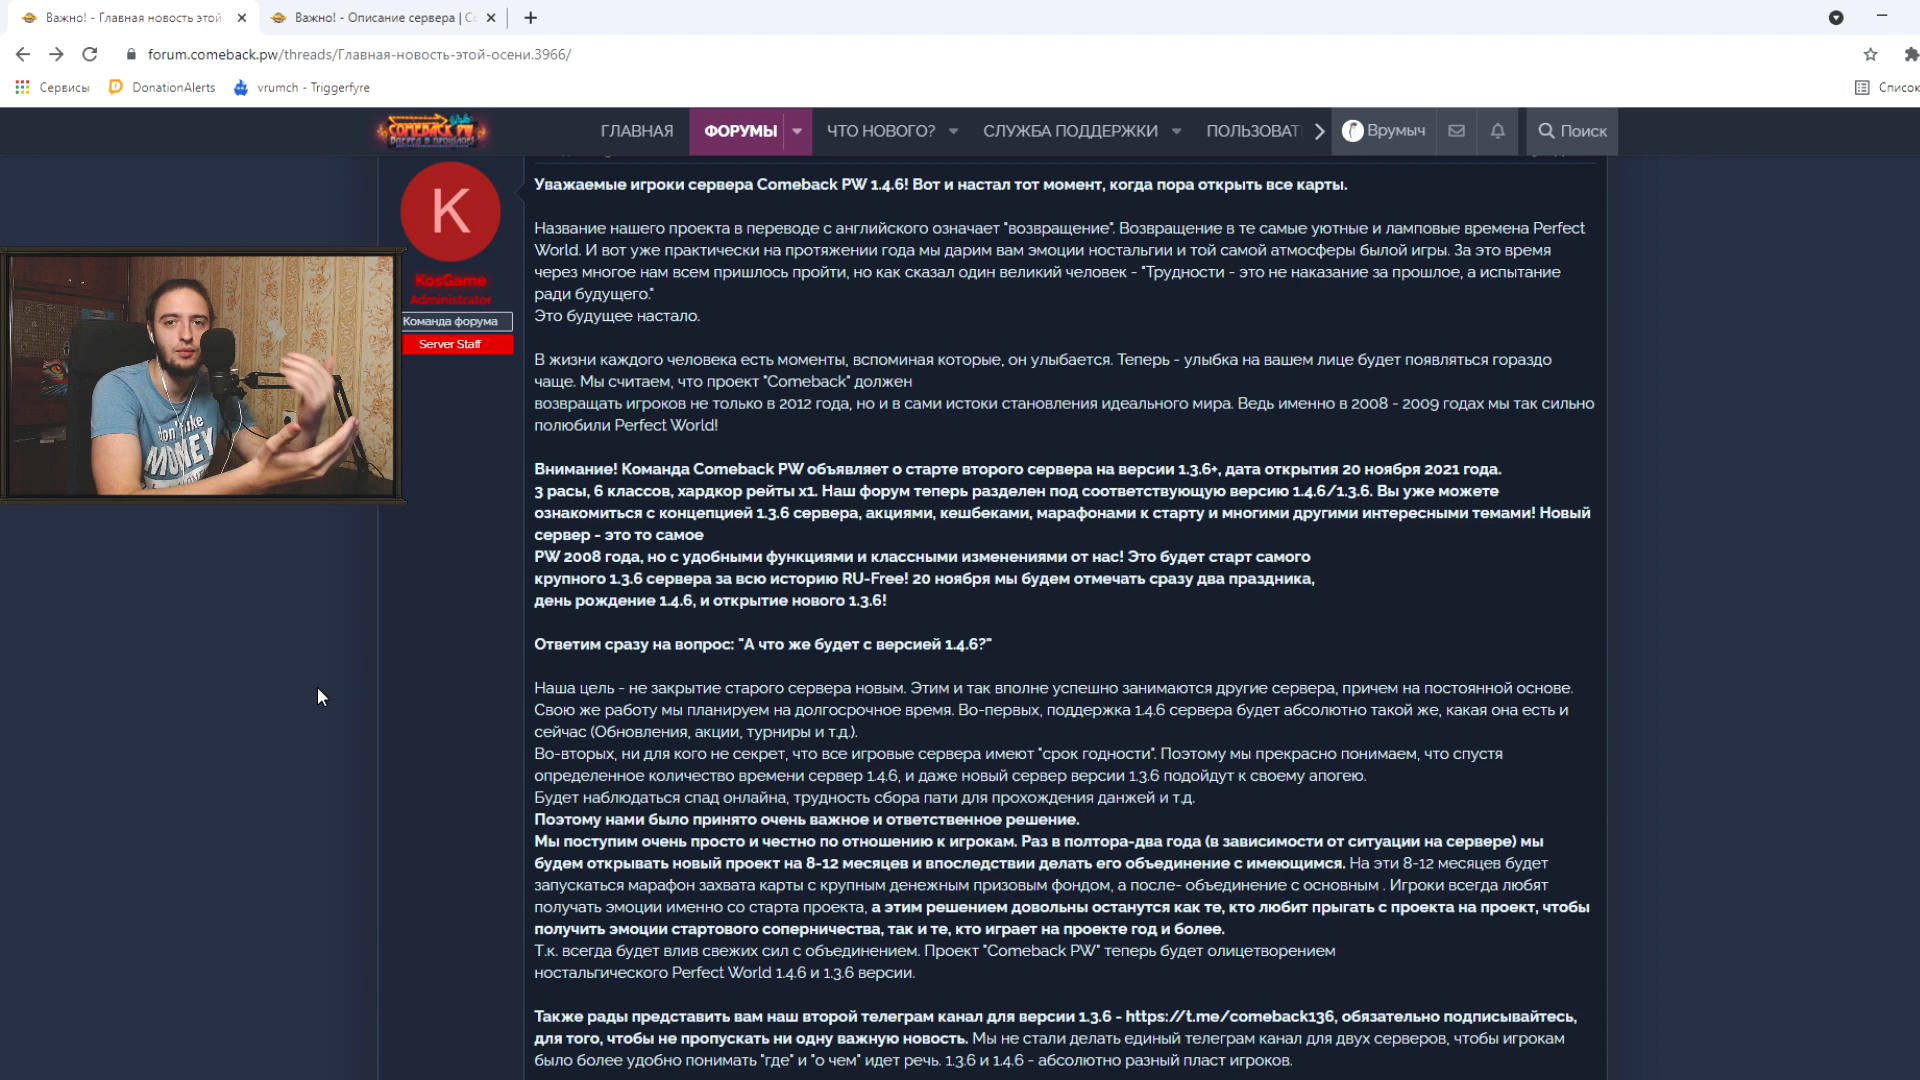 Важно! - Главная новость этой
Важно! - Описание сервера | Co
forum.comeback.pw/threads/Главная-новость-этой-осени.3966/
Сервисы
DonationAlerts
vrumch - Triggerfyre
Список
COMEBACK PW
ГЛАВНАЯ
ФОРУМЫ
ЧТО НОВОГО?
СЛУЖБА ПОДДЕРЖКИ
ПОЛЬЗОВАТ
Врумыч
Поиск
K
KosGame
Administrator
Команда форума
Server Staff
don't like
MONEY
Уважаемые игроки сервера Comeback PW 1.4.6! Вот и настал тот момент, когда пора открыть все карты.
Название нашего проекта в переводе с английского означает "возвращение". Возвращение в те самые уютные и ламповые времена Perfect
World. И вот уже практически на протяжении года мы дарим вам эмоции ностальгии и той самой атмосферы былой игры. За это время
через многое нам всем пришлось пройти, но как сказал один великий человек - "Трудности - это не наказание за прошлое, а испытание
ради будущего."
Это будущее настало.
В жизни каждого человека есть моменты, вспоминая которые, он улыбается. Теперь - улыбка на вашем лице будет появляться гораздо
чаще. Мы считаем, что проект "Comeback" должен
возвращать игроков не только в 2012 года, но и в сами истоки становления идеального мира. Ведь именно в 2008 - 2009 годах мы так сильно
полюбили Perfect World!
Внимание! Команда Comeback PW объявляет о старте второго сервера на версии 1.3.6+, дата открытия 20 ноября 2021 года.
3 расы, 6 классов, хардкор рейты x1. Наш форум теперь разделен под соответствующую версию 1.4.6/1.3.6. Вы уже можете
ознакомиться с концепцией 1.3.6 сервера, акциями, кешбеками, марафонами к старту и многими другими интересными темами! Новый
сервер - это то самое
PW 2008 года, но с удобными функциями и классными изменениями от нас! Это будет старт самого
крупного 1.3.6 сервера за всю историю RU-Free! 20 ноября мы будем отмечать сразу два праздника,
день рождение 1.4.6, и открытие нового 1.3.6!
Ответим сразу на вопрос: "А что же будет с версией 1.4.6?"
Наша цель - не закрытие старого сервера новым. Этим и так вполне успешно занимаются другие сервера, причем на постоянной основе.
Свою же работу мы планируем на долгосрочное время. Во-первых, поддержка 1.4.6 сервера будет абсолютно такой же, какая она есть и
сейчас (Обновления, акции, турниры и т.д.).
Во-вторых, ни для кого не секрет, что все игровые сервера имеют "срок годности". Поэтому мы прекрасно понимаем, что спустя
определенное количество времени сервер 1.4.6, и даже новый сервер версии 1.3.6 подойдут к своему апогею.
Будет наблюдаться спад онлайна, трудность сбора пати для прохождения данжей и т.д.
Поэтому нами было принято очень важное и ответственное решение.
Мы поступим очень просто и честно по отношению к игрокам. Раз в полтора-два года (в зависимости от ситуации на сервере) мы
будем открывать новый проект на 8-12 месяцев и впоследствии делать его объединение с имеющимся. На эти 8-12 месяцев будет
запускаться марафон захвата карты с крупным денежным призовым фондом, а после- объединение с основным . Игроки всегда любят
получать эмоции именно со старта проекта, а этим решением довольны останутся как те, кто любит прыгать с проекта на проект, чтобы
получить эмоции стартового соперничества, так и те, кто играет на проекте год и более.
Т.к. всегда будет влив свежих сил с объединением. Проект "Comeback PW" теперь будет олицетворением
ностальгического Perfect World 1.4.6 и 1.3.6 версии.
Также рады представить вам наш второй телеграм канал для версии 1.3.6 - https://t.me/comeback136, обязательно подписывайтесь,
для того, чтобы не пропускать ни одну важную новость. Мы не стали делать единый телеграм канал для двух серверов, чтобы игрокам
было более удобно понимать "где" и "о чем" идет речь. 1.3.6 и 1.4.6 - абсолютно разный пласт игроков.